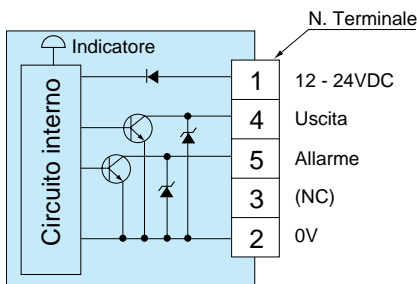 N. Terminale
Indicatore
Circuito interno
1 12 - 24VDC
4 Uscita
5 Allarme
3 (NC)
2 0V